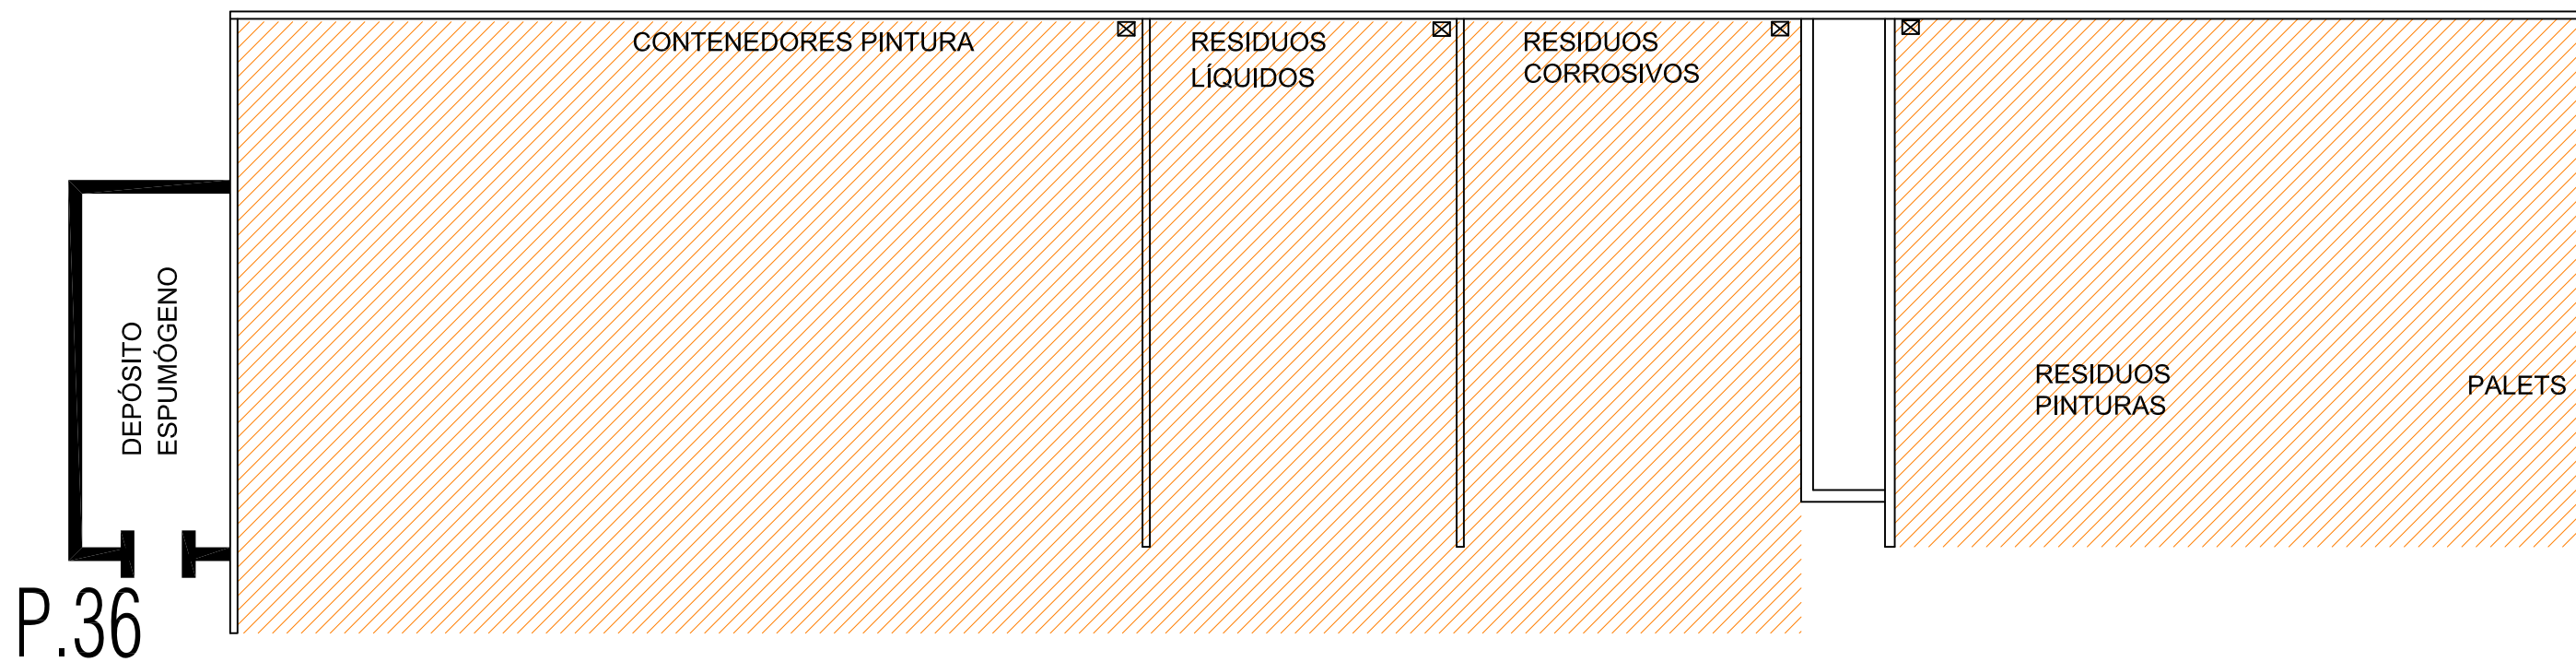 CONTENEDORES PINTURA
RESIDUOS
LÍQUIDOS
RESIDUOS
CORROSIVOS
DEPÓSITO
ESPUMÓGENO
RESIDUOS
PINTURAS
PALETS
P.36